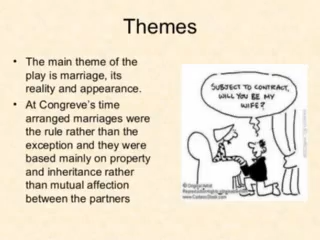 Themes
• The main theme of the
play is marriage, its
reality and appearance.
• At Congreve's time
arranged marriages were
the rule rather than the
exception and they were
based mainly on property
and inheritance rather
than mutual affection
between the partners
SUBJECT TO CONTRACT,
WILL YOU BE MY
WIFE?